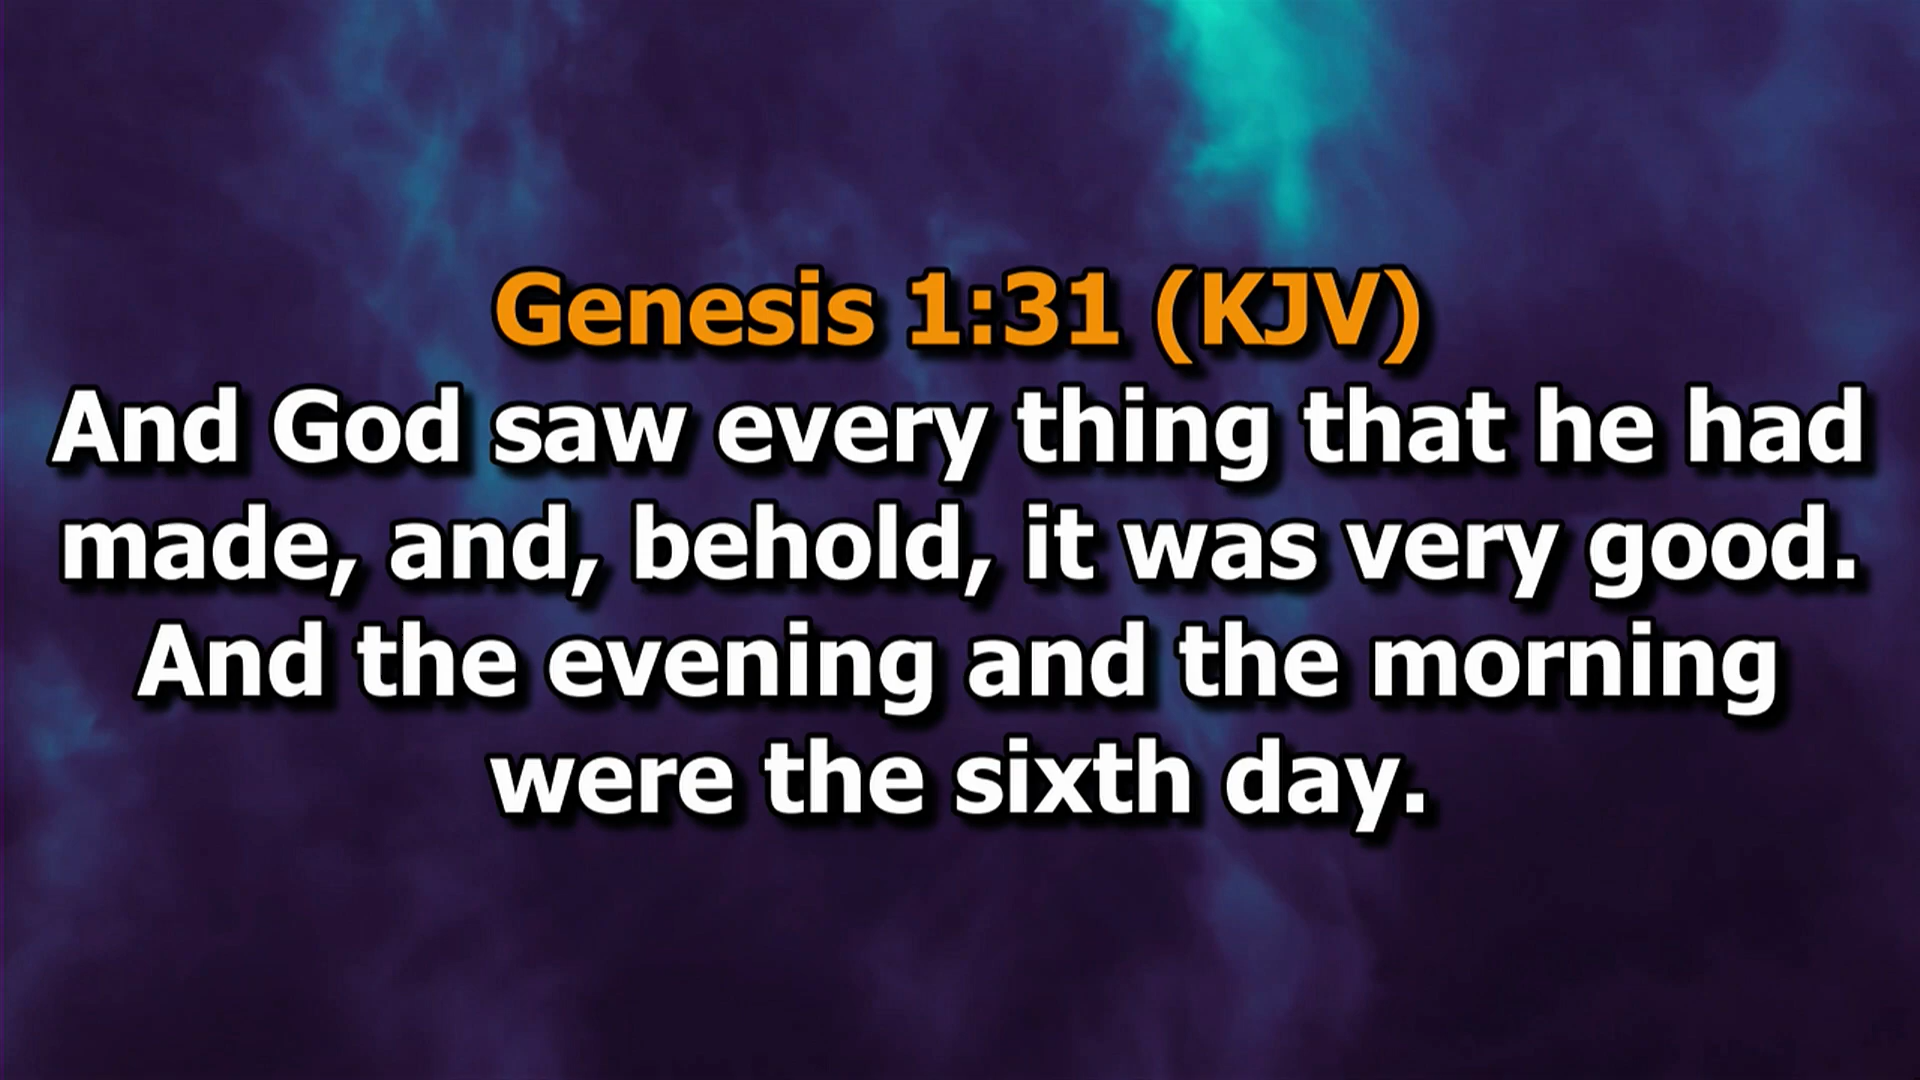 Genesis 1:31 (KJV)
And God saw every thing that he had
made, and, behold, it was very good.
And the evening and the morning
were the sixth day.